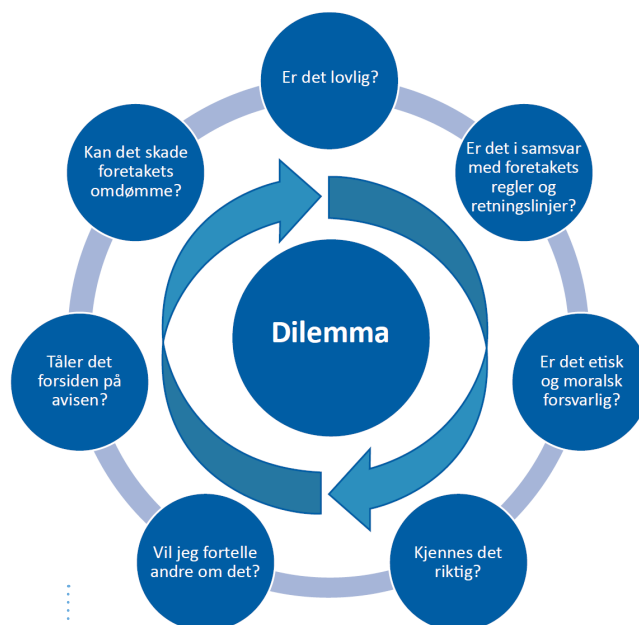 Er det lovlig?
Er det i samsvar
med foretakets
regler og
retningslinjer?
Er det etisk
og moralsk
forsvarlig?
Kjennes det
riktig?
Vil jeg fortelle
andre om det?
Tåler det
forsiden på
avisen?
Kan det skade
foretakets
omdømme?
Dilemma